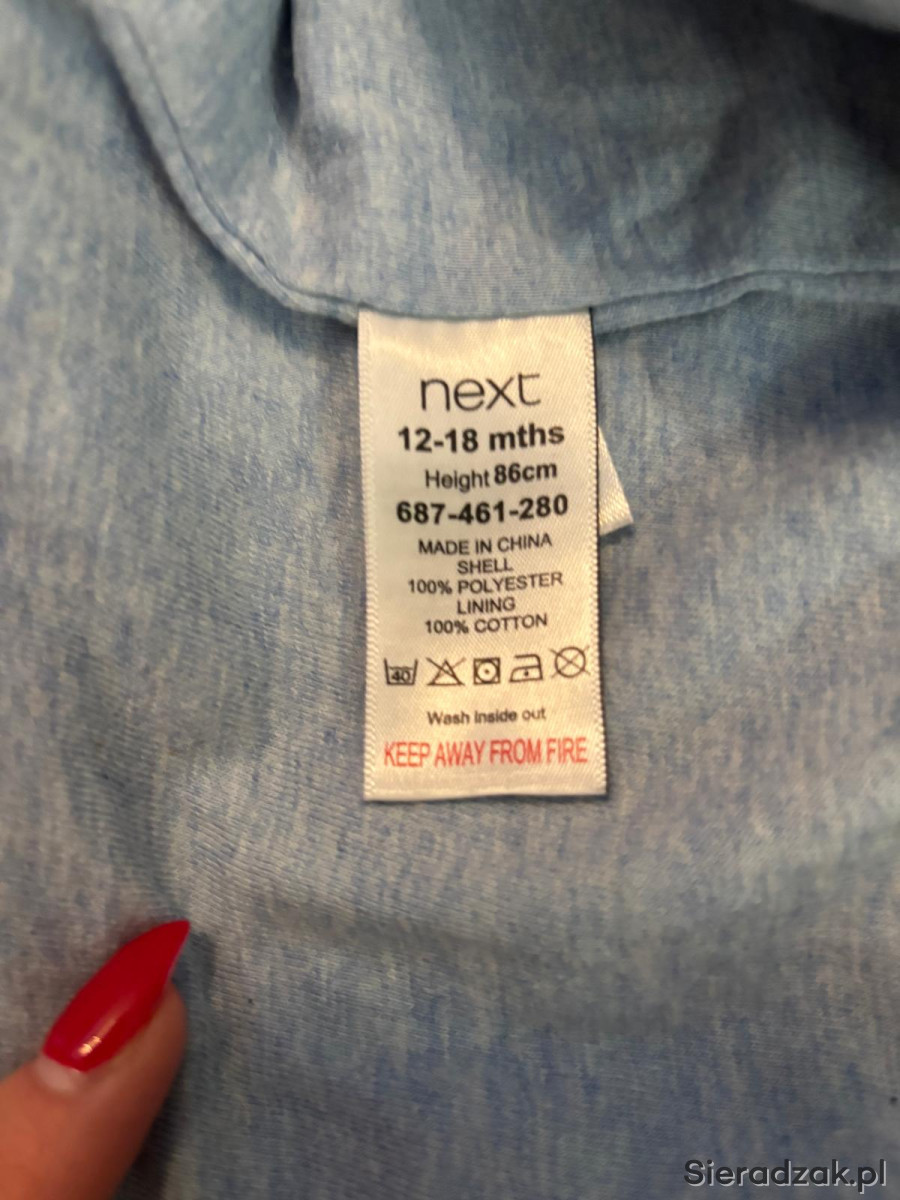 next
12-18 mths
Height 86cm
687-461-280
MADE IN CHINA
SHELL
100% POLYESTER
LINING
100% COTTON
40
Wash inside out
KEEP AWAY FROM FIRE
Sieradzak.pl